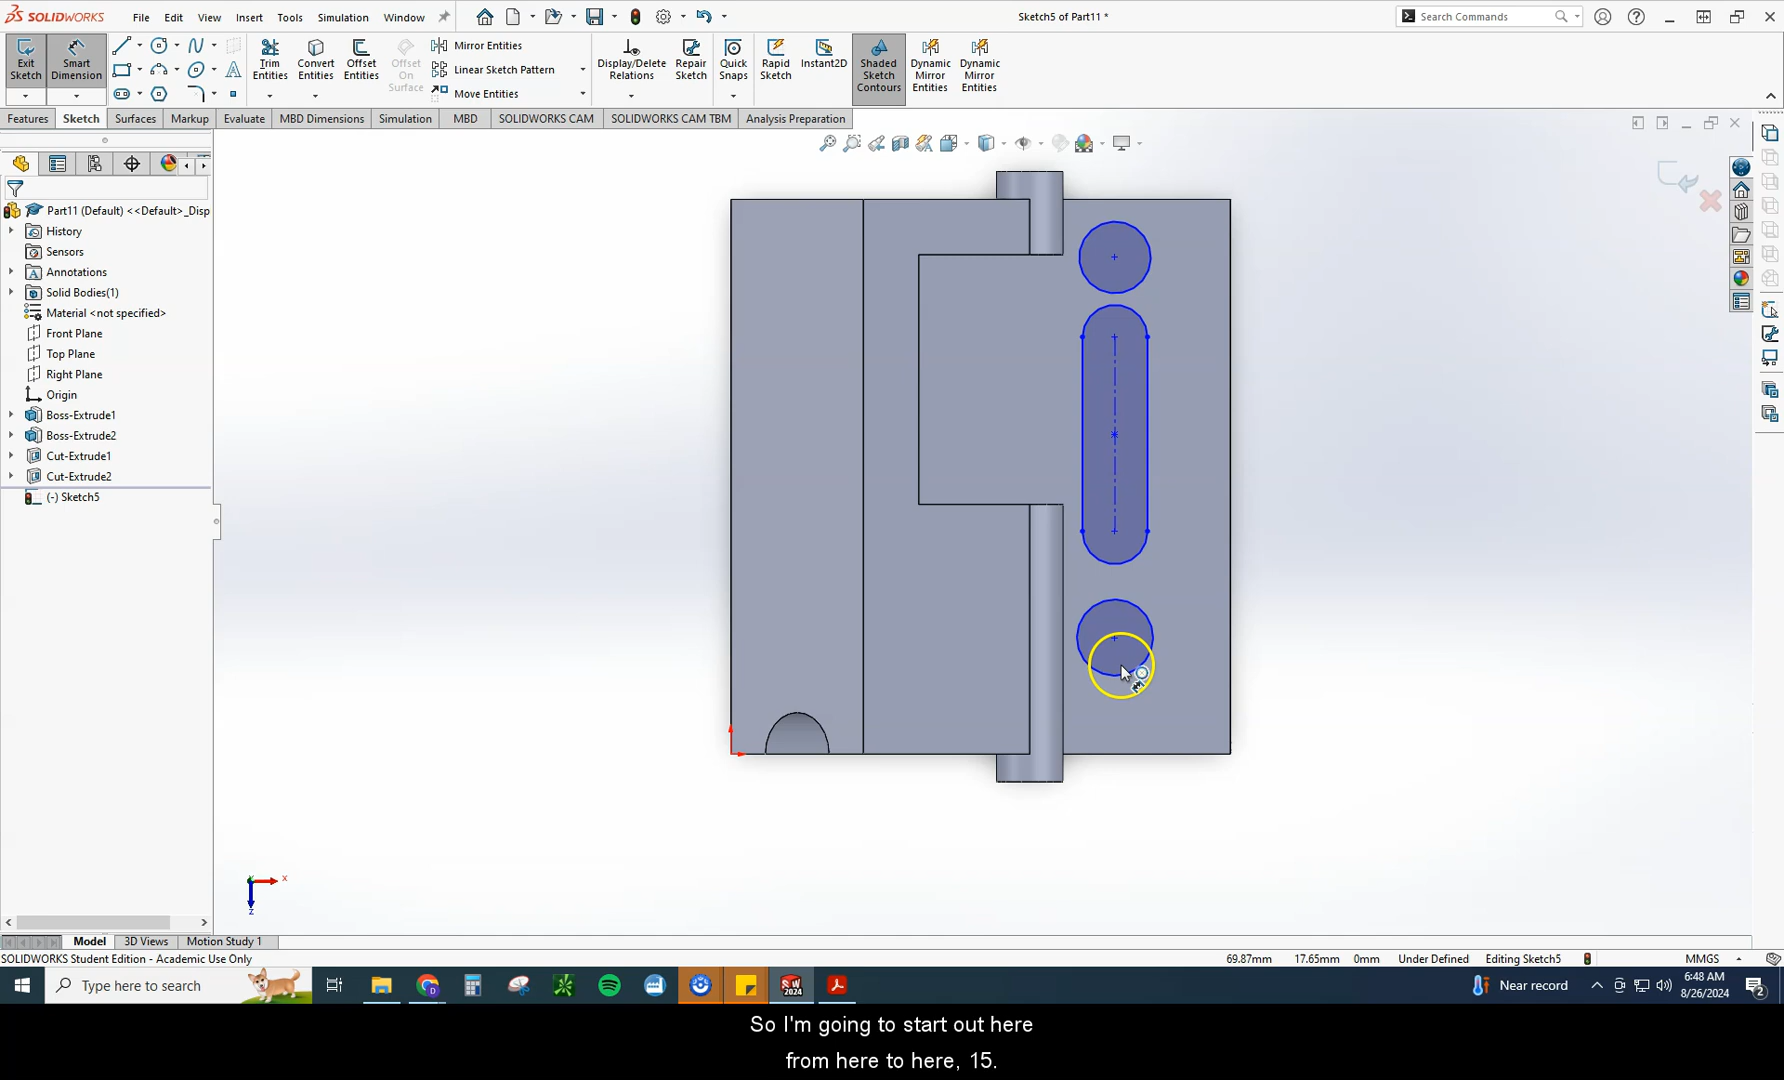 SOLIDWORKS File Edit View Insert Tools Simulation Window Sketch5 of Part11 * Search Commands
Exit Sketch
Smart Dimension
Trim Entities
Convert Entities
Offset Entities
Offset On Surface
Mirror Entities
Linear Sketch Pattern
Move Entities
Display/Delete Relations
Repair Sketch
Quick Snaps
Rapid Sketch
Instant2D
Shaded Sketch Contours
Dynamic Mirror Entities
Dynamic Mirror Entities
Features Sketch Surfaces Markup Evaluate MBD Dimensions Simulation MBD SOLIDWORKS CAM SOLIDWORKS CAM TBM Analysis Preparation
Part11 (Default) <<Default>_Disp
History
Sensors
Annotations
Solid Bodies(1)
Material <not specified>
Front Plane
Top Plane
Right Plane
Origin
Boss-Extrude1
Boss-Extrude2
Cut-Extrude1
Cut-Extrude2
(-) Sketch5
x
z
Model 3D Views Motion Study 1
SOLIDWORKS Student Edition - Academic Use Only 69.87mm 17.65mm 0mm Under Defined Editing Sketch5 MMGS
Type here to search Near record 6:48 AM
8/26/2024
So I'm going to start out here
from here to here, 15.